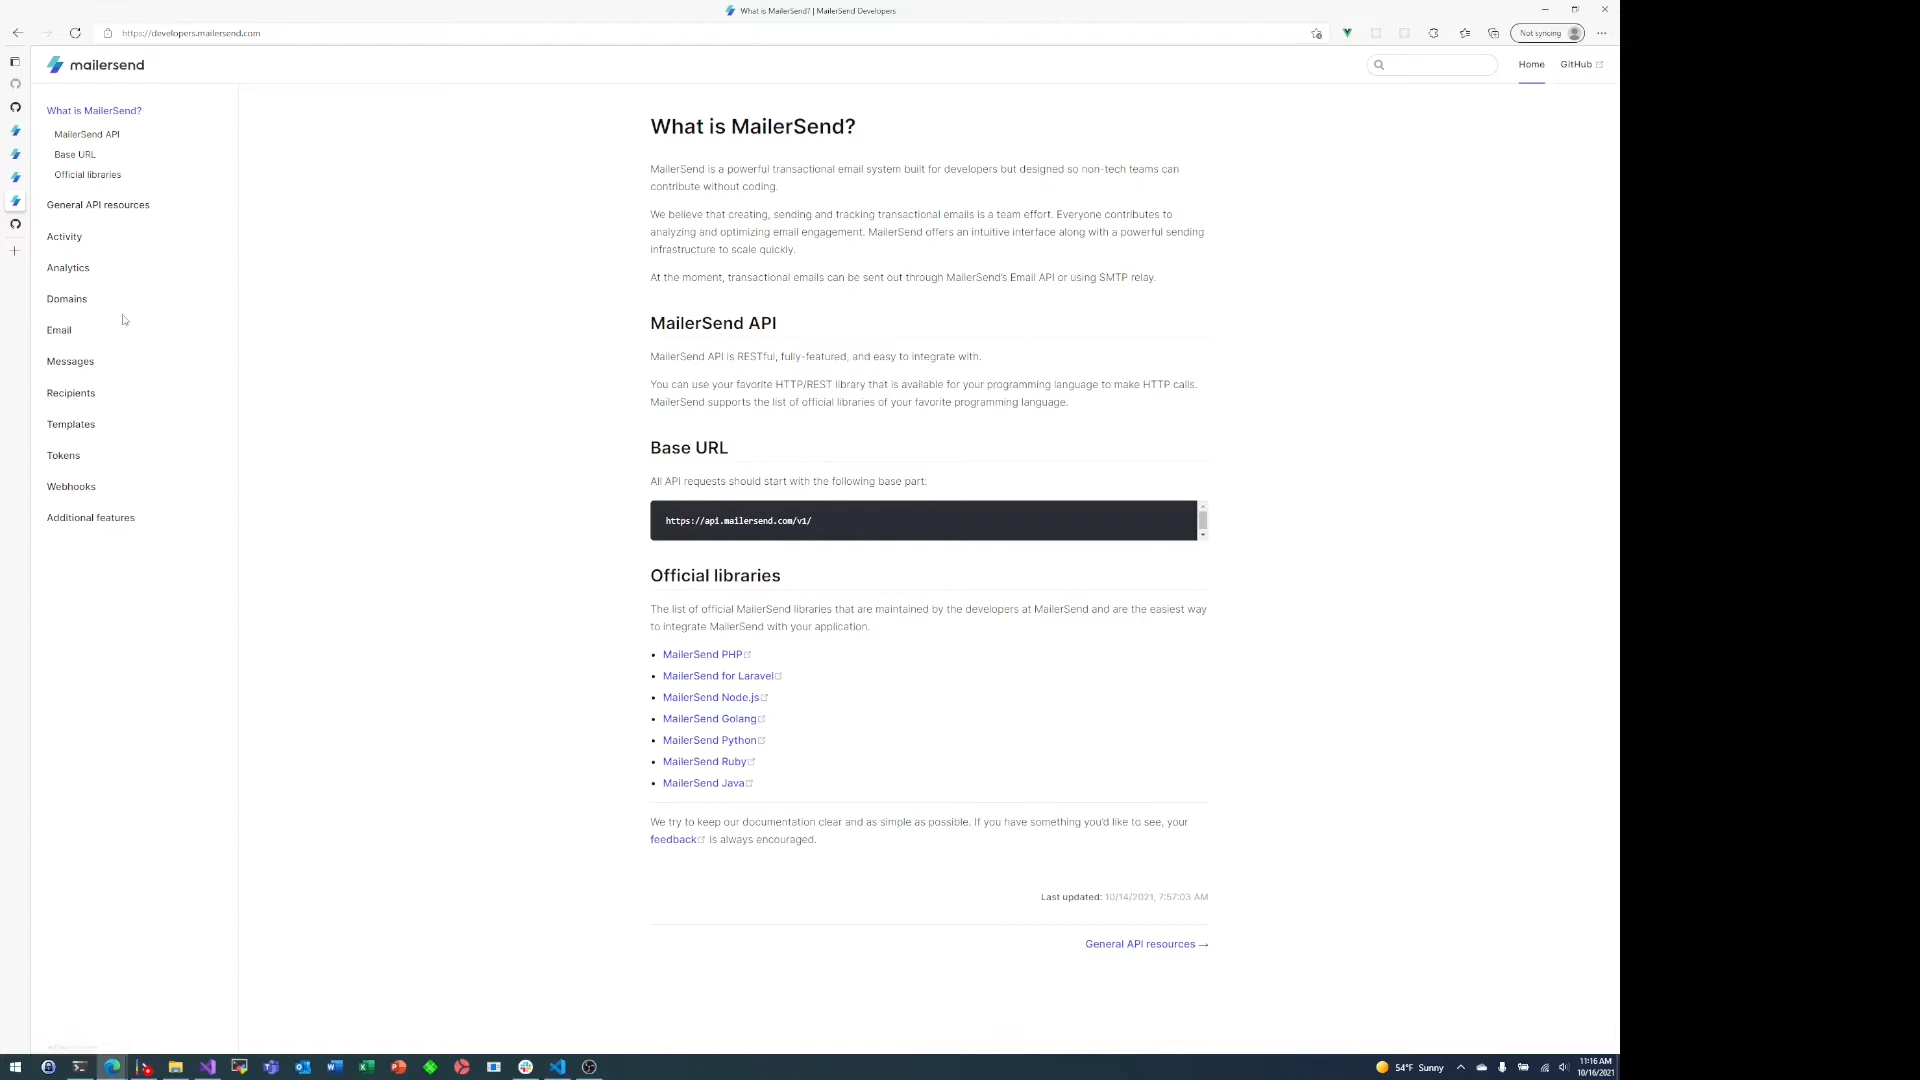 What is MailerSend? | MailerSend Developers
https://developers.mailersend.com
Not syncing
mailersend
Home
GitHub
What is MailerSend?
MailerSend API
Base URL
Official libraries
General API resources
Activity
Analytics
Domains
Email
Messages
Recipients
Templates
Tokens
Webhooks
Additional features
What is MailerSend?
MailerSend is a powerful transactional email system built for developers but designed so non-tech teams can
contribute without coding.
We believe that creating, sending and tracking transactional emails is a team effort. Everyone contributes to
analyzing and optimizing email engagement. MailerSend offers an intuitive interface along with a powerful sending
infrastructure to scale quickly.
At the moment, transactional emails can be sent out through MailerSend's Email API or using SMTP relay.
MailerSend API
MailerSend API is RESTful, fully-featured, and easy to integrate with.
You can use your favorite HTTP/REST library that is available for your programming language to make HTTP calls.
MailerSend supports the list of official libraries of your favorite programming language.
Base URL
All API requests should start with the following base part:
https://api.mailersend.com/v1/
Official libraries
The list of official MailerSend libraries that are maintained by the developers at MailerSend and are the easiest way
to integrate MailerSend with your application.
• MailerSend PHP
• MailerSend for Laravel
• MailerSend Node.js
• MailerSend Golang
• MailerSend Python
• MailerSend Ruby
• MailerSend Java
We try to keep our documentation clear and as simple as possible. If you have something you'd like to see, your
feedback is always encouraged.
Last updated: 10/14/2021, 7:57:03 AM
General API resources →
54°F Sunny
11:16 AM
10/16/2021